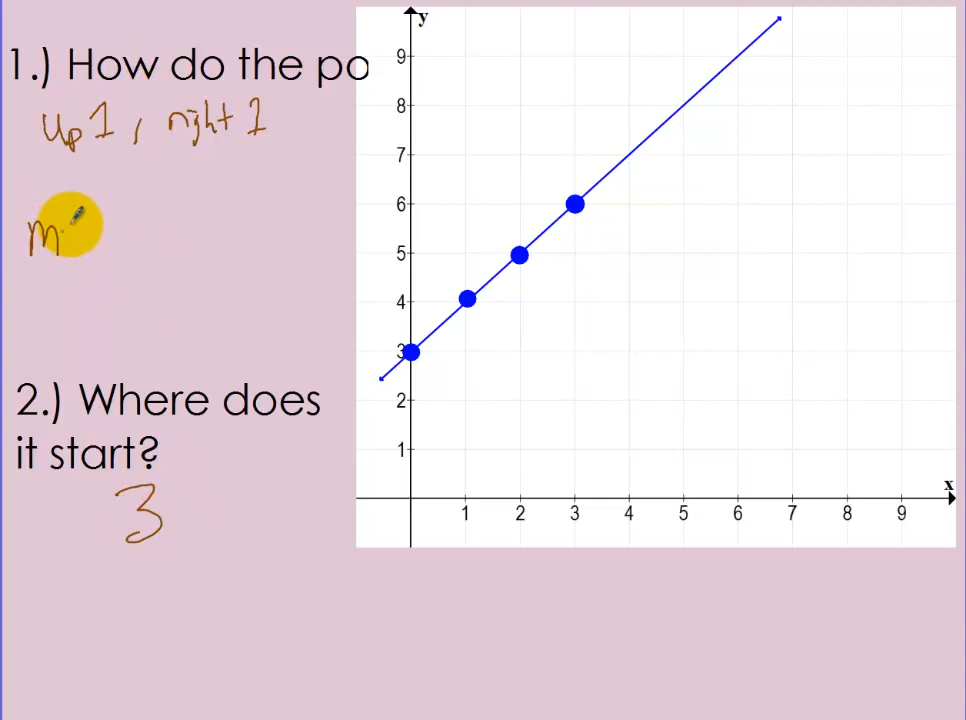 1.) How do the po
up 1, right 1
m
2.) Where does
it start?
3
y
9
8
7
6
5
4
3
2
1
x
1 2 3 4 5 6 7 8 9